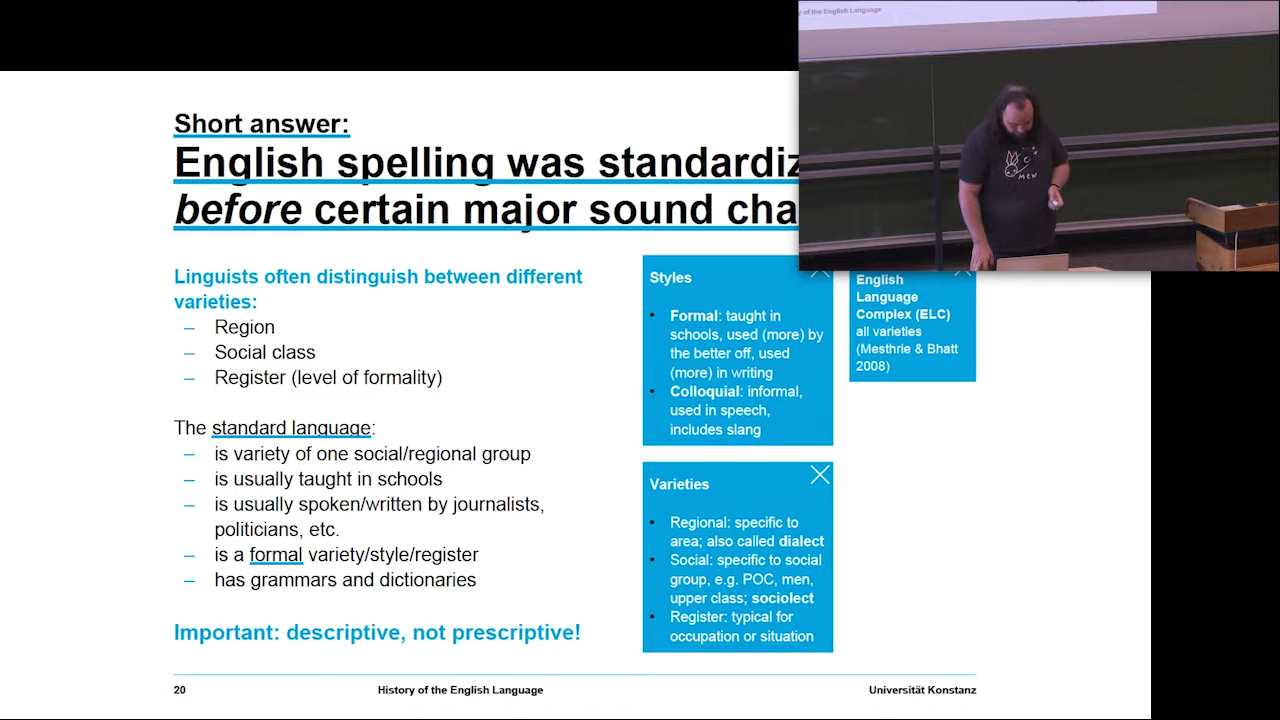 y of the English Language
MEW
Short answer:
English spelling was standardiz
before certain major sound cha
Linguists often distinguish between different
varieties:
– Region
– Social class
– Register (level of formality)
The standard language:
– is variety of one social/regional group
– is usually taught in schools
– is usually spoken/written by journalists,
politicians, etc.
– is a formal variety/style/register
– has grammars and dictionaries
Important: descriptive, not prescriptive!
Styles
• Formal: taught in
schools, used (more) by
the better off, used
(more) in writing
• Colloquial: informal,
used in speech,
includes slang
Varieties
• Regional: specific to
area; also called dialect
• Social: specific to social
group, e.g. POC, men,
upper class; sociolect
• Register: typical for
occupation or situation
English
Language
Complex (ELC)
all varieties
(Mesthrie & Bhatt
2008)
20
History of the English Language
Universität Konstanz